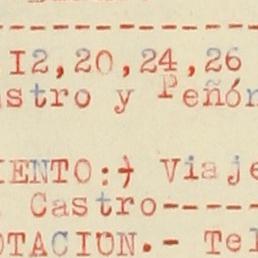 -----------------
I2,20,24,26
stro y Peñón
IENTO:+ Viaje
Castro-----
OTACION.- Tel